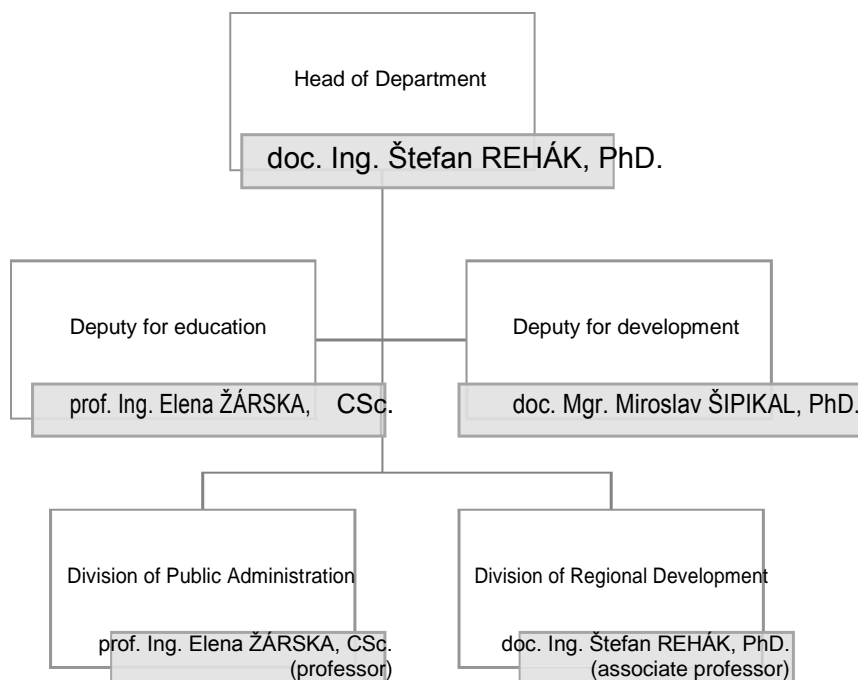 Head of Department
doc. Ing. Štefan REHÁK, PhD.
Deputy for education
prof. Ing. Elena ŽÁRSKA, CSc.
Deputy for development
doc. Mgr. Miroslav ŠIPIKAL, PhD.
Division of Public Administration
prof. Ing. Elena ŽÁRSKA, CSc.
(professor)
Division of Regional Development
doc. Ing. Štefan REHÁK, PhD.
(associate professor)